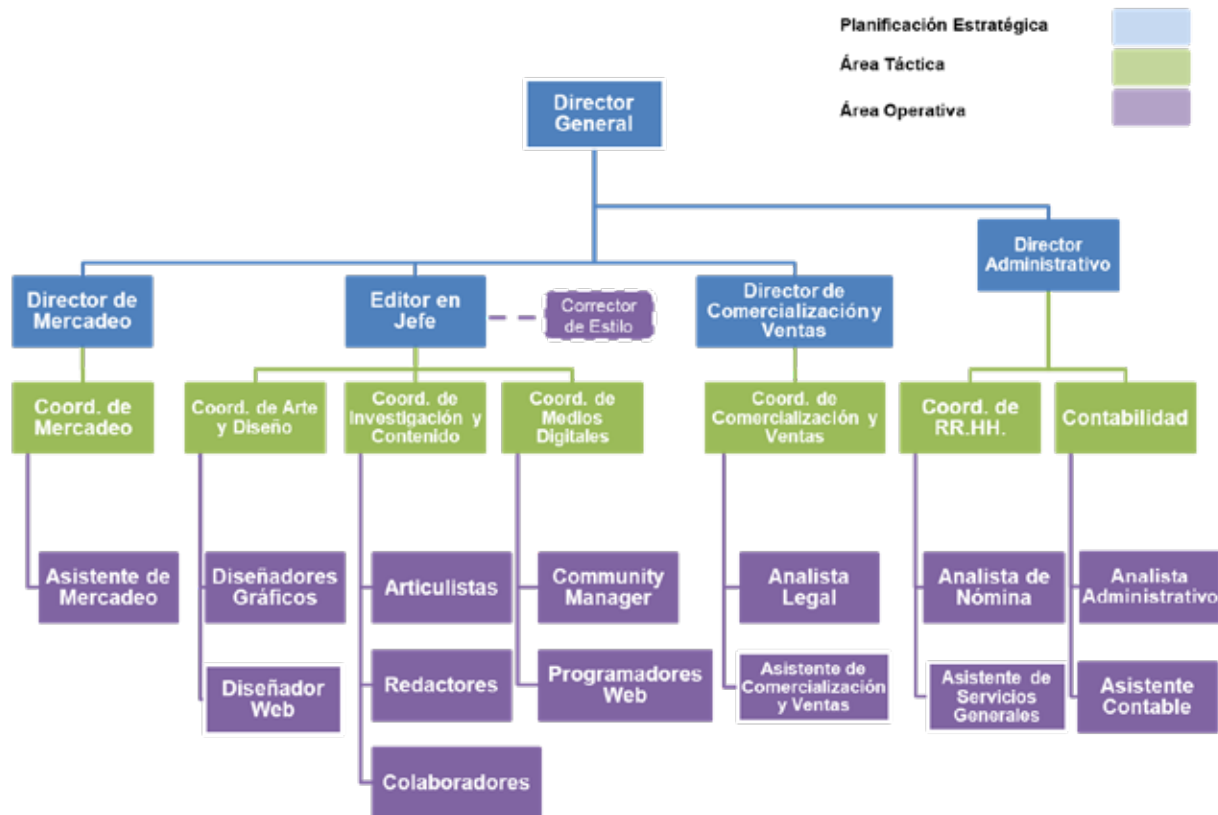 Planificación Estratégica
Área Táctica
Área Operativa
Director
General
Director
Administrativo
Director de
Mercadeo
Editor en
Jefe
Corrector
de Estilo
Director de
Comercialización y
Ventas
Coord. de
Mercadeo
Coord. de Arte
y Diseño
Coord. de
Investigación y
Contenido
Coord. de
Medios
Digitales
Coord. de
Comercialización y
Ventas
Coord. de
RR.HH.
Contabilidad
Asistente de
Mercadeo
Diseñadores
Gráficos
Articulistas
Community
Manager
Analista
Legal
Analista de
Nómina
Analista
Administrativo
Diseñador
Web
Redactores
Programadores
Web
Asistente de
Comercialización
y Ventas
Asistente de
Servicios
Generales
Asistente
Contable
Colaboradores